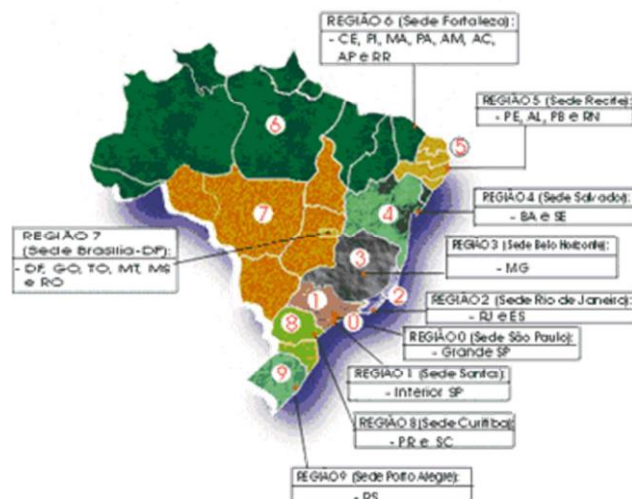 REGIÃO 6 (Sede Fortaleza):
- CE, PI, MA, PA, AM, AC,
AP e RR
REGIÃO 5 (Sede Recife):
- PE, AL, PB e RN
6
5
7
4
REGIÃO 4 (Sede Salvador):
- BA e SE
REGIÃO 7
(Sede Brasília-DF):
- DF, GO, TO, MT, MS
e RO
3
REGIÃO 3 (Sede Belo Horizonte):
- MG
2
REGIÃO 2 (Sede Rio de Janeiro):
- RJ e ES
1
0
REGIÃO 0 (Sede São Paulo):
- Grande SP
8
REGIÃO 1 (Sede Santos):
- Interior SP
9
REGIÃO 8 (Sede Curitiba):
- PR e SC
REGIÃO 9 (Sede Porto Alegre):
- RS